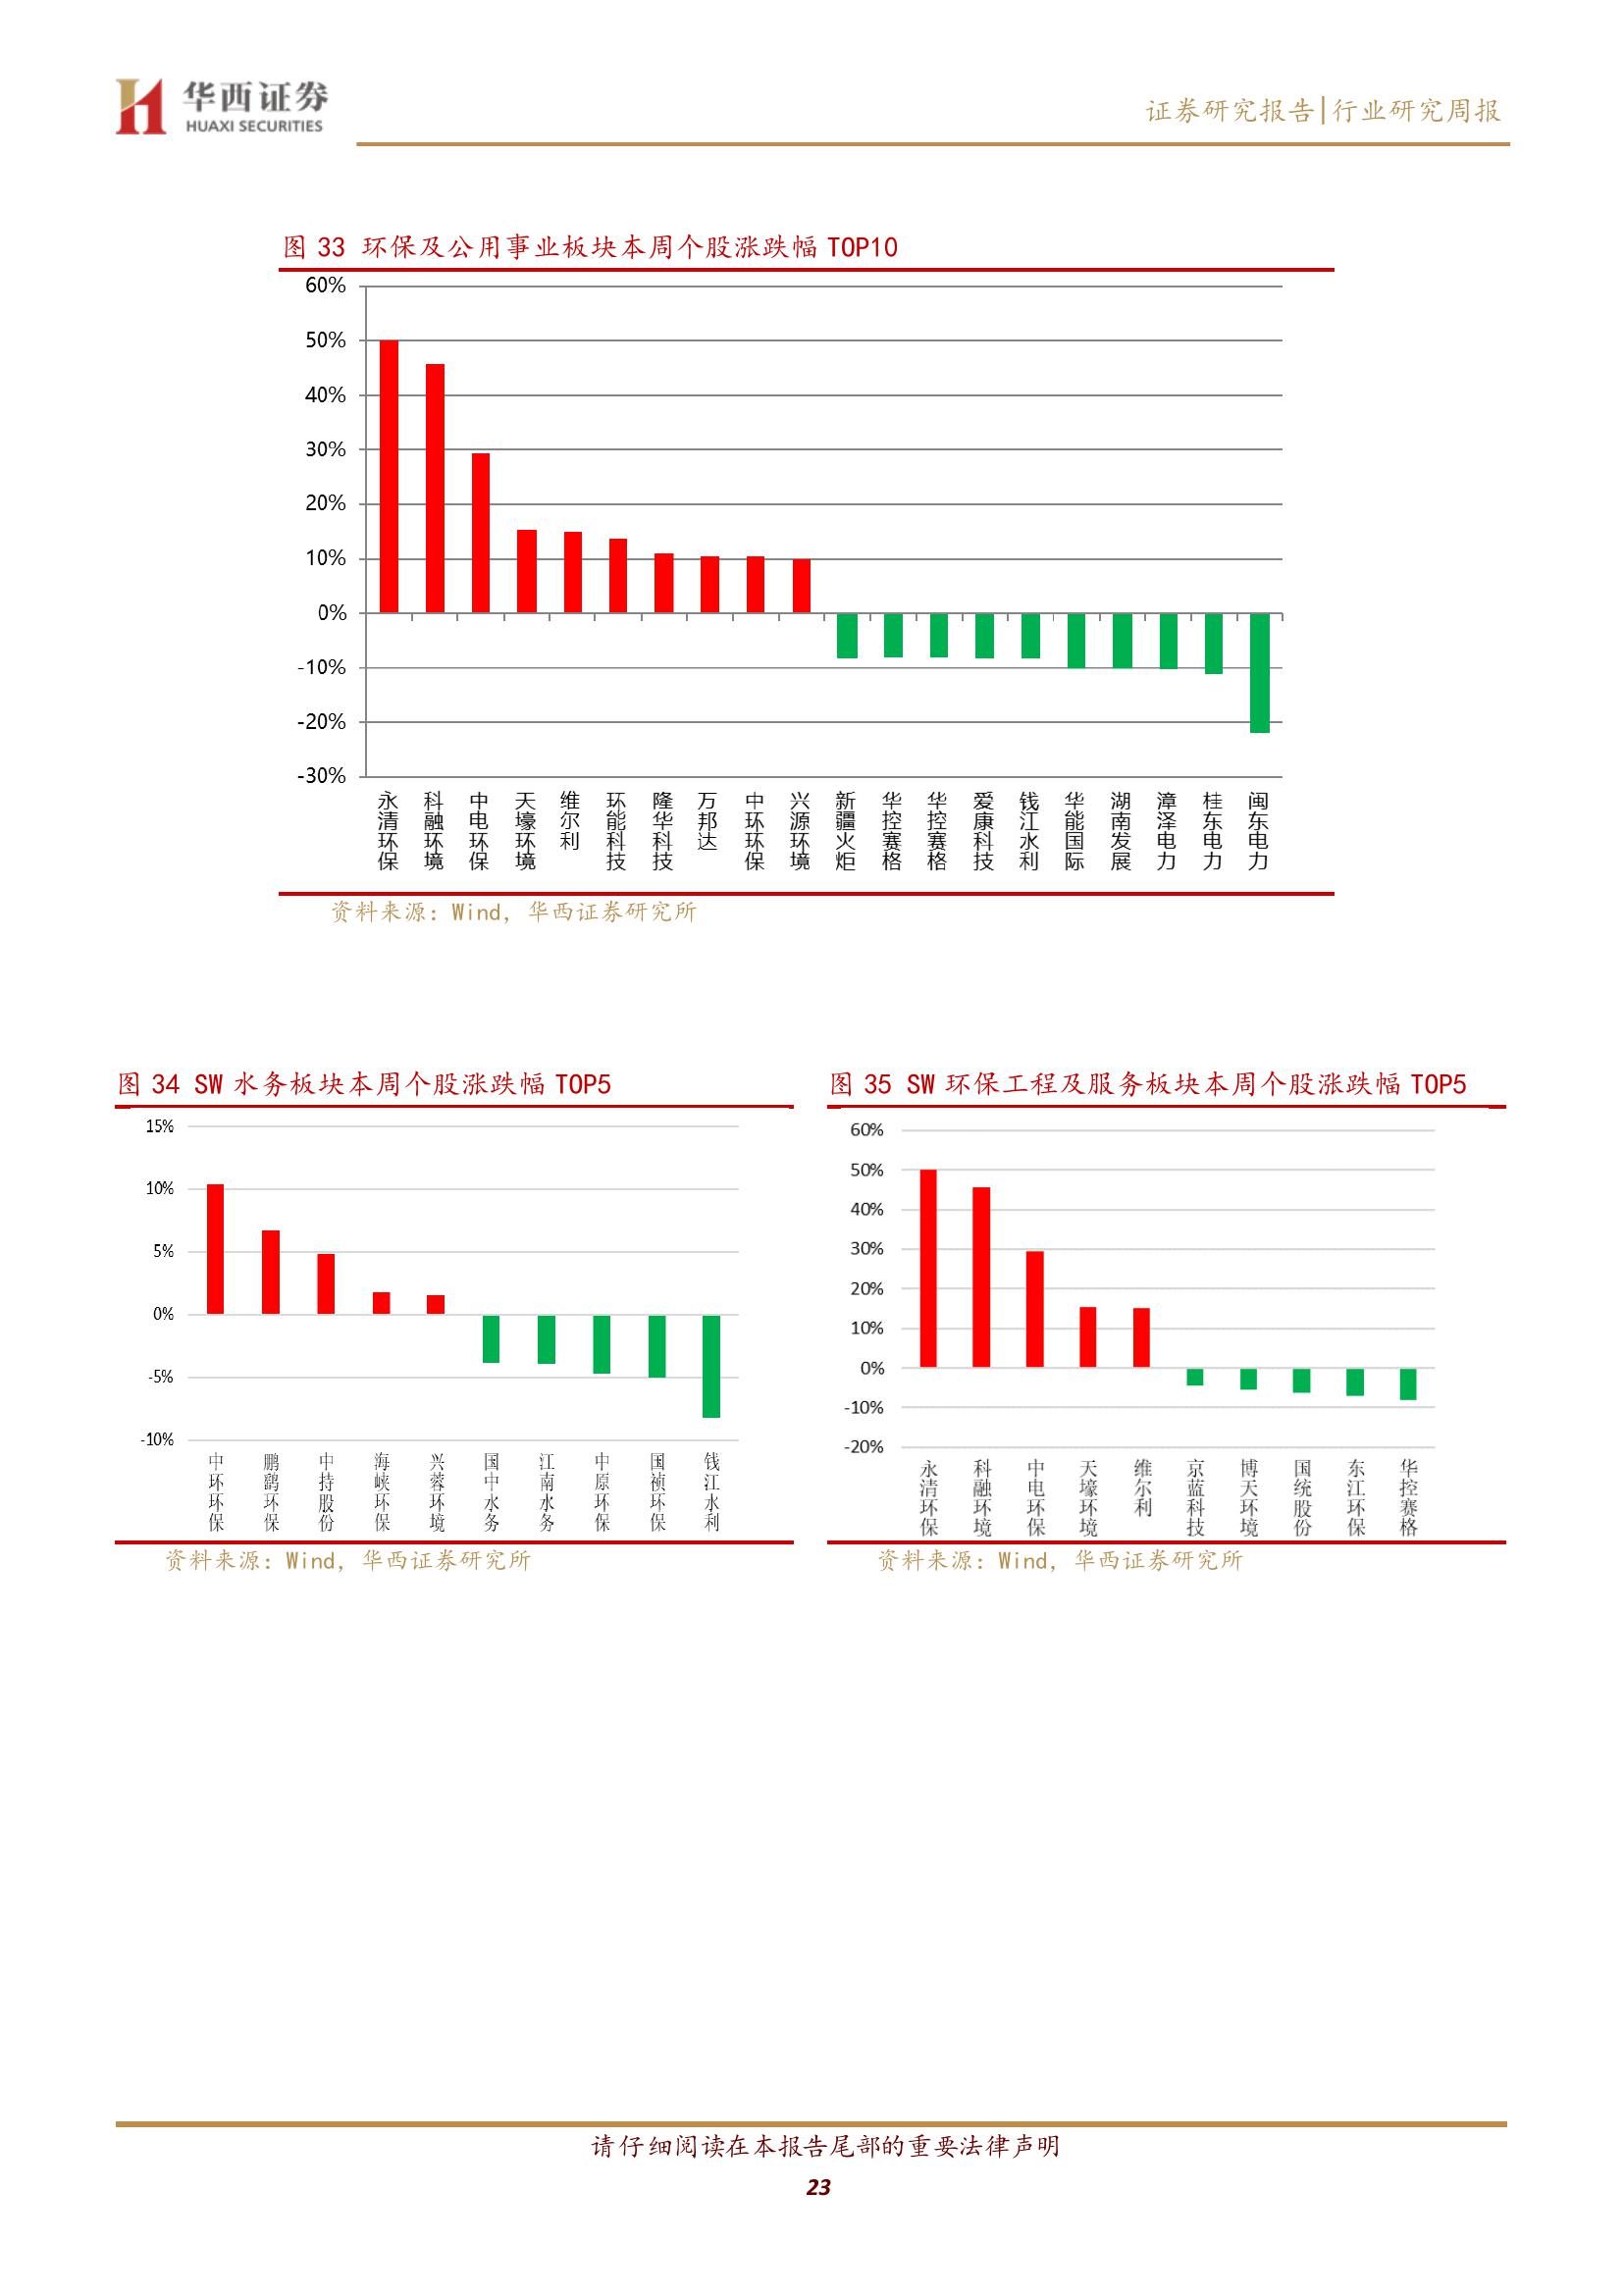 华西证券
HUAXI SECURITIES
证券研究报告|行业研究周报
图 33 环保及公用事业板块本周个股涨跌幅 TOP10
60%
50%
40%
30%
20%
10%
0%
-10%
-20%
-30%
永清环保
科融环境
中电环保
天壕环境
维尔利
环能科技
隆华科技
万邦达
中环环保
兴源环境
新疆火炬
华控赛格
华控赛格
爱康科技
钱江水利
华能国际
湖南发展
漳泽电力
桂东电力
闽东电力
资料来源：Wind，华西证券研究所
图 34 SW 水务板块本周个股涨跌幅 TOP5
15%
10%
5%
0%
-5%
-10%
中环环保
鹏鹞环保
中持股份
海峡环保
兴蓉环境
国中水务
江南水务
中原环保
国祯环保
钱江水利
资料来源：Wind，华西证券研究所
图 35 SW 环保工程及服务板块本周个股涨跌幅 TOP5
60%
50%
40%
30%
20%
10%
0%
-10%
-20%
永清环保
科融环境
中电环保
天壕环境
维尔利
京蓝科技
博天环境
国统股份
东江环保
华控赛格
资料来源：Wind，华西证券研究所
请仔细阅读在本报告尾部的重要法律声明
23